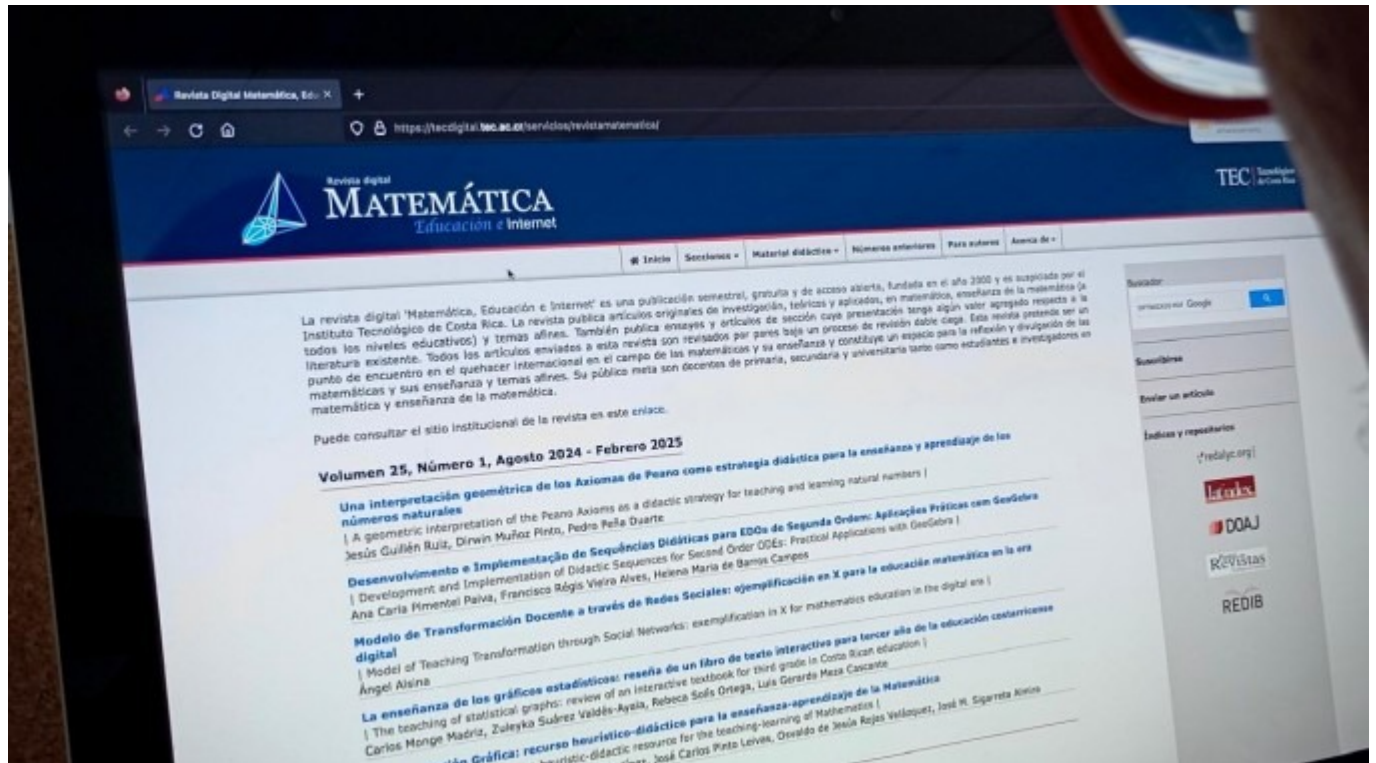 Revista Digital Matemática, Edu
https://tecdigital.tec.ac.cr/servicios/revistamatematica/
Revista digital
MATEMÁTICA
Educación e Internet
TEC Tecnológico
de Costa Rica
Inicio Secciones Material didáctico Números anteriores Para autores Acerca de
La revista digital 'Matemática, Educación e Internet' es una publicación semestral, gratuita y de acceso abierto, fundada en el año 2000 y es auspiciada por el
Instituto Tecnológico de Costa Rica. La revista publica artículos originales de investigación, teóricos y aplicados, en matemática, enseñanza de la matemática (a
todos los niveles educativos) y temas afines. También publica ensayos y artículos de sección cuya presentación tenga algún valor agregado respecto a la
literatura existente. Todos los artículos enviados a esta revista son revisados por pares bajo un proceso de revisión doble ciega. Esta revista pretende ser un
punto de encuentro en el quehacer internacional en el campo de las matemáticas y su enseñanza y constituye un espacio para la reflexión y divulgación de las
matemáticas y sus enseñanza y temas afines. Su público meta son docentes de primaria, secundaria y universitaria tanto como estudiantes e investigadores en
matemática y enseñanza de la matemática.
Puede consultar el sitio institucional de la revista en este enlace.
Volumen 25, Número 1, Agosto 2024 - Febrero 2025
Una interpretación geométrica de los Axiomas de Peano como estrategia didáctica para la enseñanza y aprendizaje de los
números naturales
| A geometric interpretation of the Peano Axioms as a didactic strategy for teaching and learning natural numbers |
Jesús Guillén Ruiz, Dirwin Muñoz Pinto, Pedro Peña Duarte
Desenvolvimento e Implementação de Sequências Didáticas para EDOs de Segunda Ordem: Aplicações Práticas com GeoGebra
| Development and Implementation of Didactic Sequences for Second Order ODEs: Practical Applications with GeoGebra |
Ana Carla Pimentel Paiva, Francisco Régis Vieira Alves, Helena Maria de Barros Campos
Modelo de Transformación Docente a través de Redes Sociales: ejemplificación en X para la educación matemática en la era
digital
| Model of Teaching Transformation through Social Networks: exemplification in X for mathematics education in the digital era |
Ángel Alsina
La enseñanza de los gráficos estadísticos: reseña de un libro de texto interactivo para tercer año de la educación costarricense
| The teaching of statistical graphs: review of an interactive textbook for third grade in Costa Rican education |
Carlos Monge Madriz, Zuleyka Suárez Valdés-Ayala, Rebeca Solís Ortega, Luis Gerardo Meza Cascante
Gráfica: recurso heurístico-didáctico para la enseñanza-aprendizaje de la Matemática
heuristic-didactic resource for the teaching-learning of Mathematics |
José Carlos Pinto Leivas, Osvaldo de Jesús Rojas Velázquez, José M. Sigarreta Almira
Buscador
Google
Suscribirse
Enviar un artículo
Índices y repositorios
redalyc.org
latindex
DOAJ
Revistas
REDIB